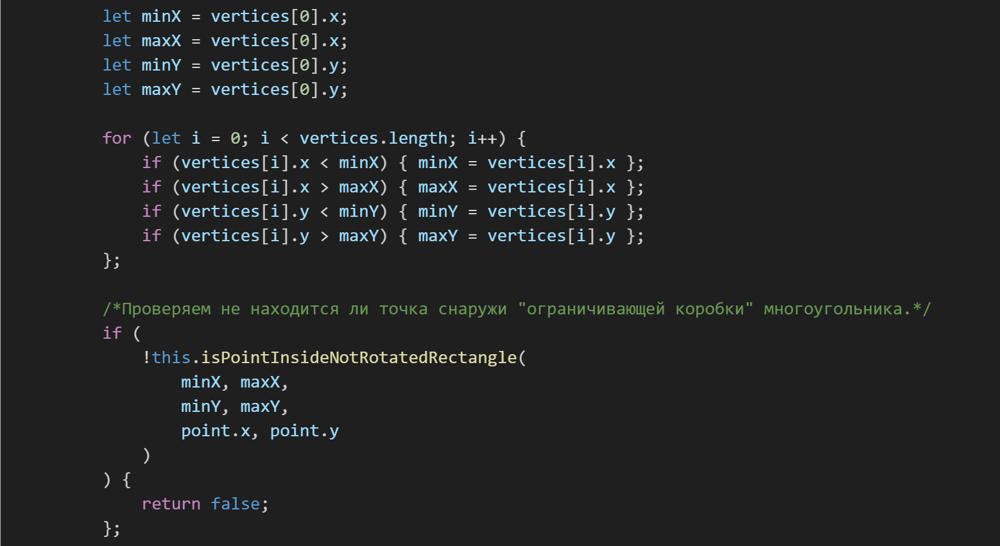 let minX = vertices[0].x;
let maxX = vertices[0].x;
let minY = vertices[0].y;
let maxY = vertices[0].y;
for (let i = 0; i < vertices.length; i++) {
if (vertices[i].x < minX) { minX = vertices[i].x };
if (vertices[i].x > maxX) { maxX = vertices[i].x };
if (vertices[i].y < minY) { minY = vertices[i].y };
if (vertices[i].y > maxY) { maxY = vertices[i].y };
};
/*Проверяем не находится ли точка снаружи "ограничивающей коробки" многоугольника.*/
if (
!this.isPointInsideNotRotatedRectangle(
minX, maxX,
minY, maxY,
point.x, point.y
)
) {
return false;
};